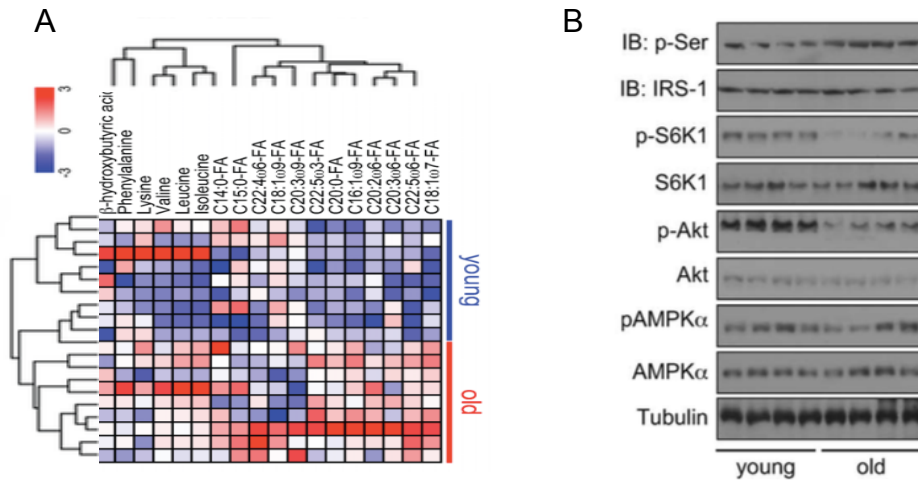 A
3
0
-3
β-hydroxybutyric acid
Phenylalanine
Lysine
Valine
Leucine
Isoleucine
C14:0-FA
C15:0-FA
C22:4ω6-FA
C18:1ω9-FA
C20:3ω9-FA
C22:5ω3-FA
C20:0-FA
C16:1ω9-FA
C20:2ω6-FA
C20:3ω6-FA
C22:5ω6-FA
C18:1ω7-FA
young
old
B
IB: p-Ser
IB: IRS-1
p-S6K1
S6K1
p-Akt
Akt
pAMPKα
AMPKα
Tubulin
young old